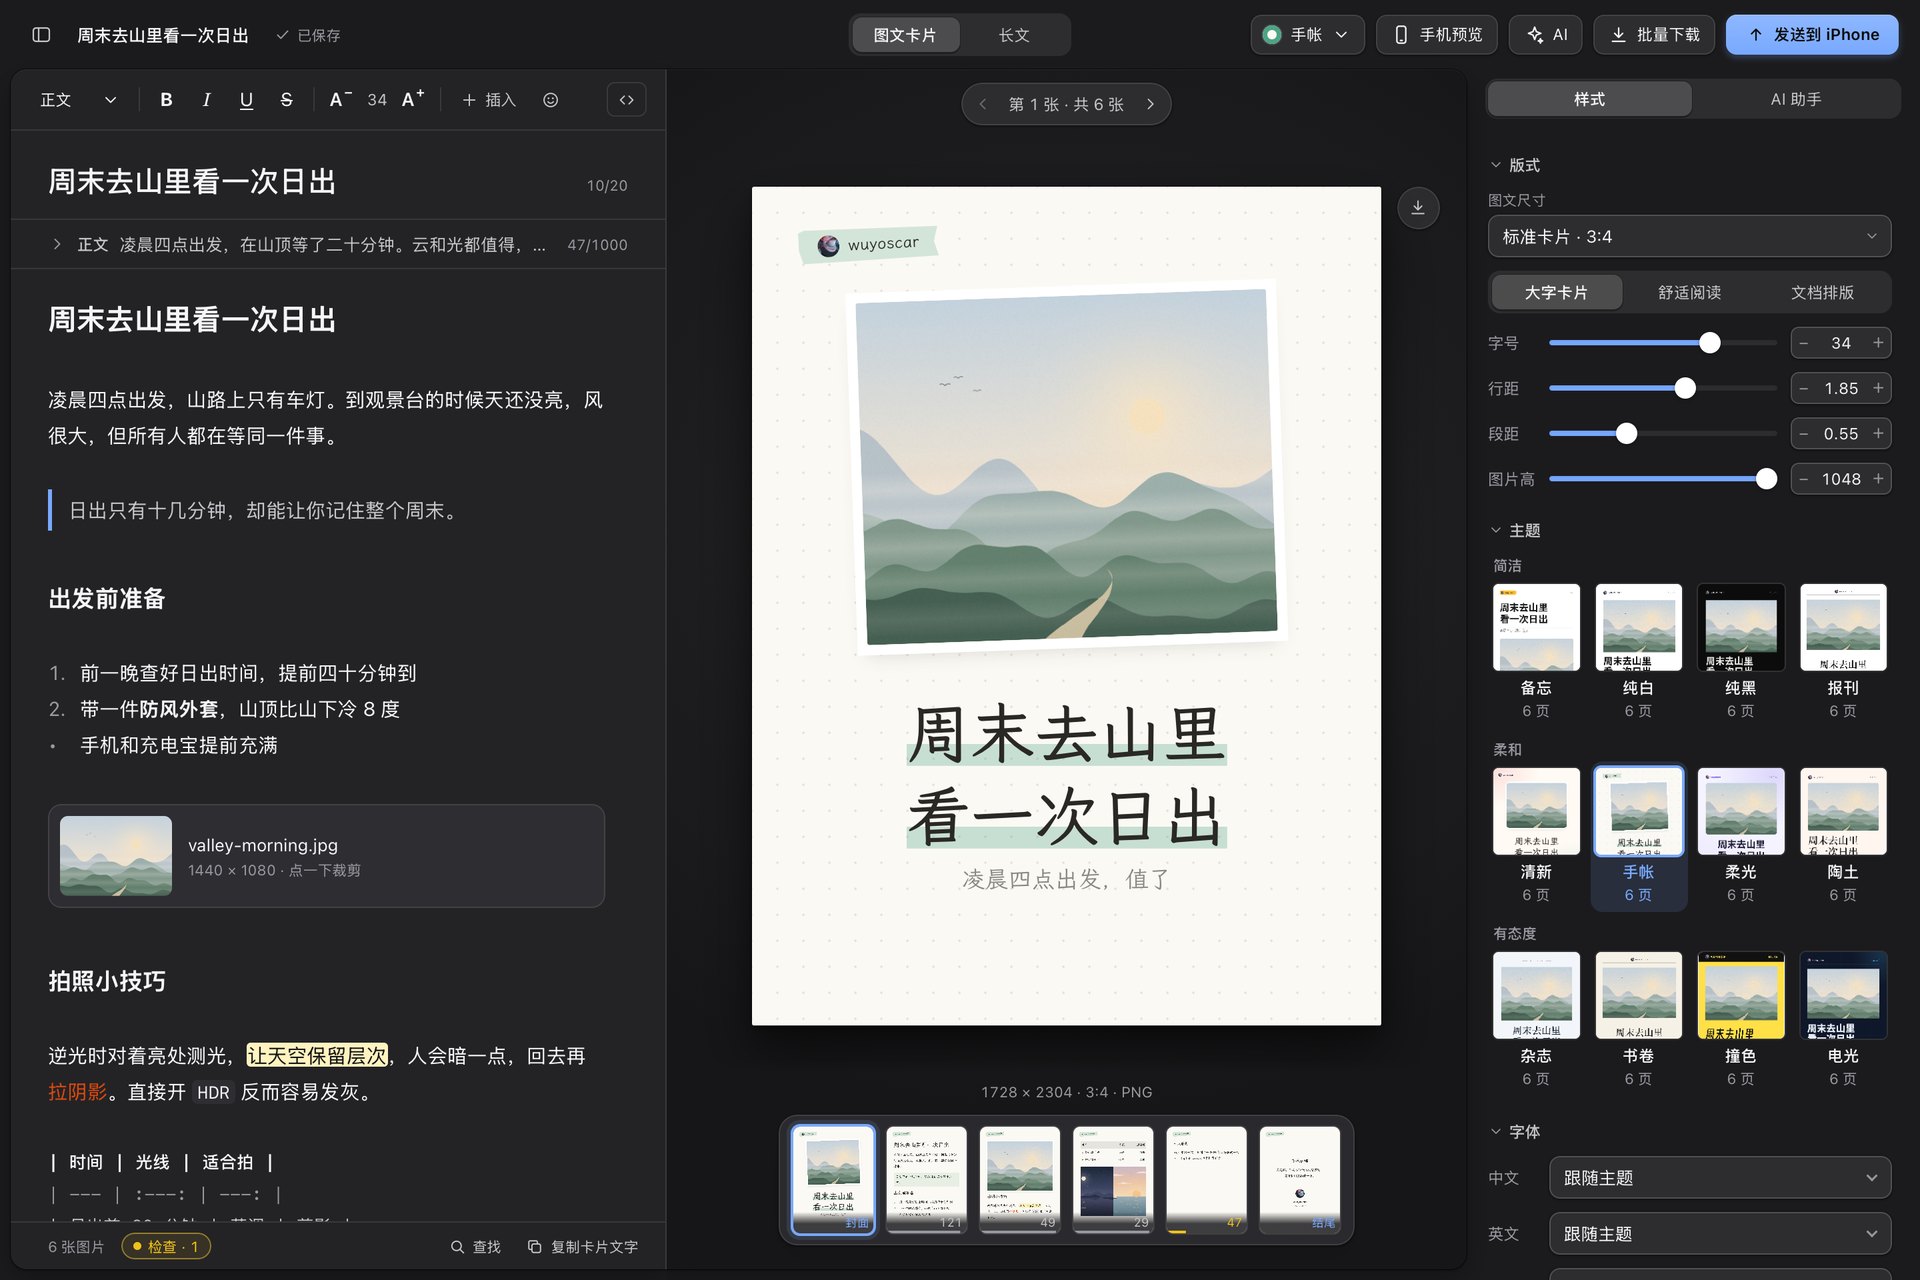 周末去山里看一次日出
已保存
图文卡片
长文
手帐
手机预览
AI
批量下载
发送到 iPhone
正文
B I U S A⁻ 34 A⁺
插入
周末去山里看一次日出
10/20
正文 凌晨四点出发，在山顶等了二十分钟。云和光都值得，...
47/1000
周末去山里看一次日出
凌晨四点出发，山路上只有车灯。到观景台的时候天还没亮，风
很大，但所有人都在等同一件事。
日出只有十几分钟，却能让你记住整个周末。
出发前准备
1. 前一晚查好日出时间，提前四十分钟到
2. 带一件防风外套，山顶比山下冷 8 度
• 手机和充电宝提前充满
valley-morning.jpg
1440 × 1080 · 点一下裁剪
拍照小技巧
逆光时对着亮处测光，让天空保留层次，人会暗一点，回去再
拉阴影。直接开 HDR 反而容易发灰。
| 时间 | 光线 | 适合拍 |
| --- | :---: | ---: |
6 张图片
检查 · 1
查找
复制卡片文字
第 1 张 · 共 6 张
wuyoscar
周末去山里
看一次日出
凌晨四点出发，值了
1728 × 2304 · 3:4 · PNG
封面
121
49
29
47
结尾
样式
AI 助手
版式
图文尺寸
标准卡片 · 3:4
大字卡片
舒适阅读
文档排版
字号
− 34 +
行距
− 1.85 +
段距
− 0.55 +
图片高
− 1048 +
主题
简洁
备忘
6 页
纯白
6 页
纯黑
6 页
报刊
6 页
柔和
清新
6 页
手帐
6 页
柔光
6 页
陶土
6 页
有态度
杂志
6 页
书卷
6 页
撞色
6 页
电光
6 页
字体
中文
跟随主题
英文
跟随主题